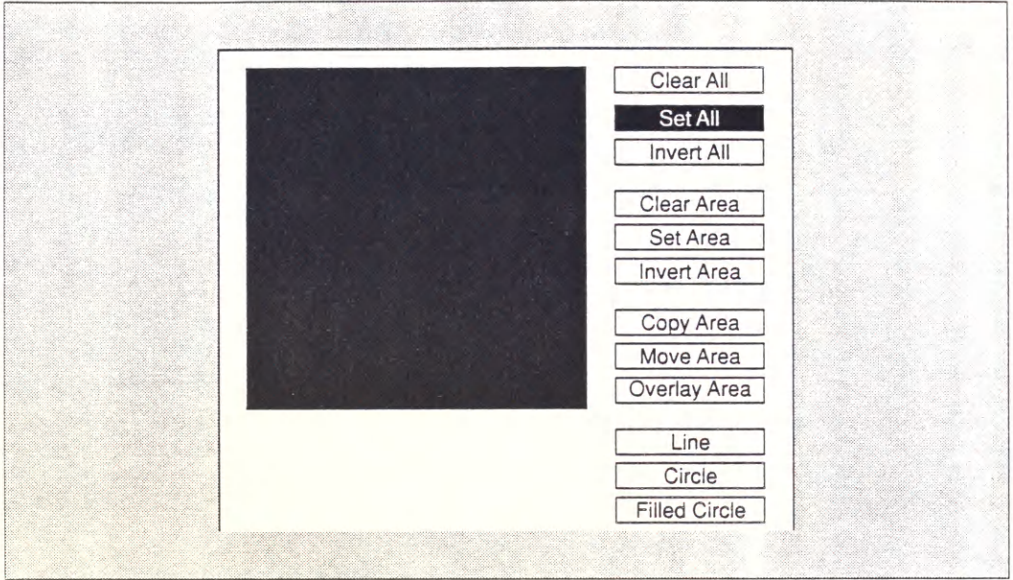 Clear All
Set All
Invert All
Clear Area
Set Area
Invert Area
Copy Area
Move Area
Overlay Area
Line
Circle
Filled Circle